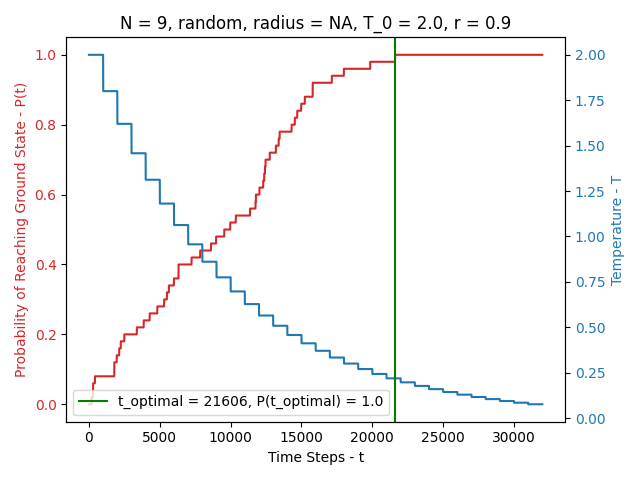 N = 9, random, radius = NA, T_0 = 2.0, r = 0.9
Probability of Reaching Ground State - P(t)
1.0
0.8
0.6
0.4
0.2
0.0
2.00
1.75
1.50
1.25
1.00
0.75
0.50
0.25
0.00
Temperature - T
t_optimal = 21606, P(t_optimal) = 1.0
0 5000 10000 15000 20000 25000 30000
Time Steps - t